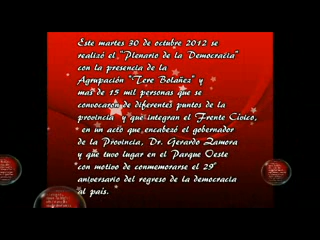 Este martes 30 de octubre 2012 se
realizó el "Plenario de la Democracia"
con la presencia de la
Agrupación "Tere Bolañez" y
mas de 15 mil personas que se
convocaron de diferentes puntos de la
provincia y que integran el Frente Cívico,
en un acto que encabezó el gobernador
de la Provincia, Dr. Gerardo Zamora
y que tuvo lugar en el Parque Oeste
con motivo de conmemorarse el 29º
aniversario del regreso de la democracia
al país.